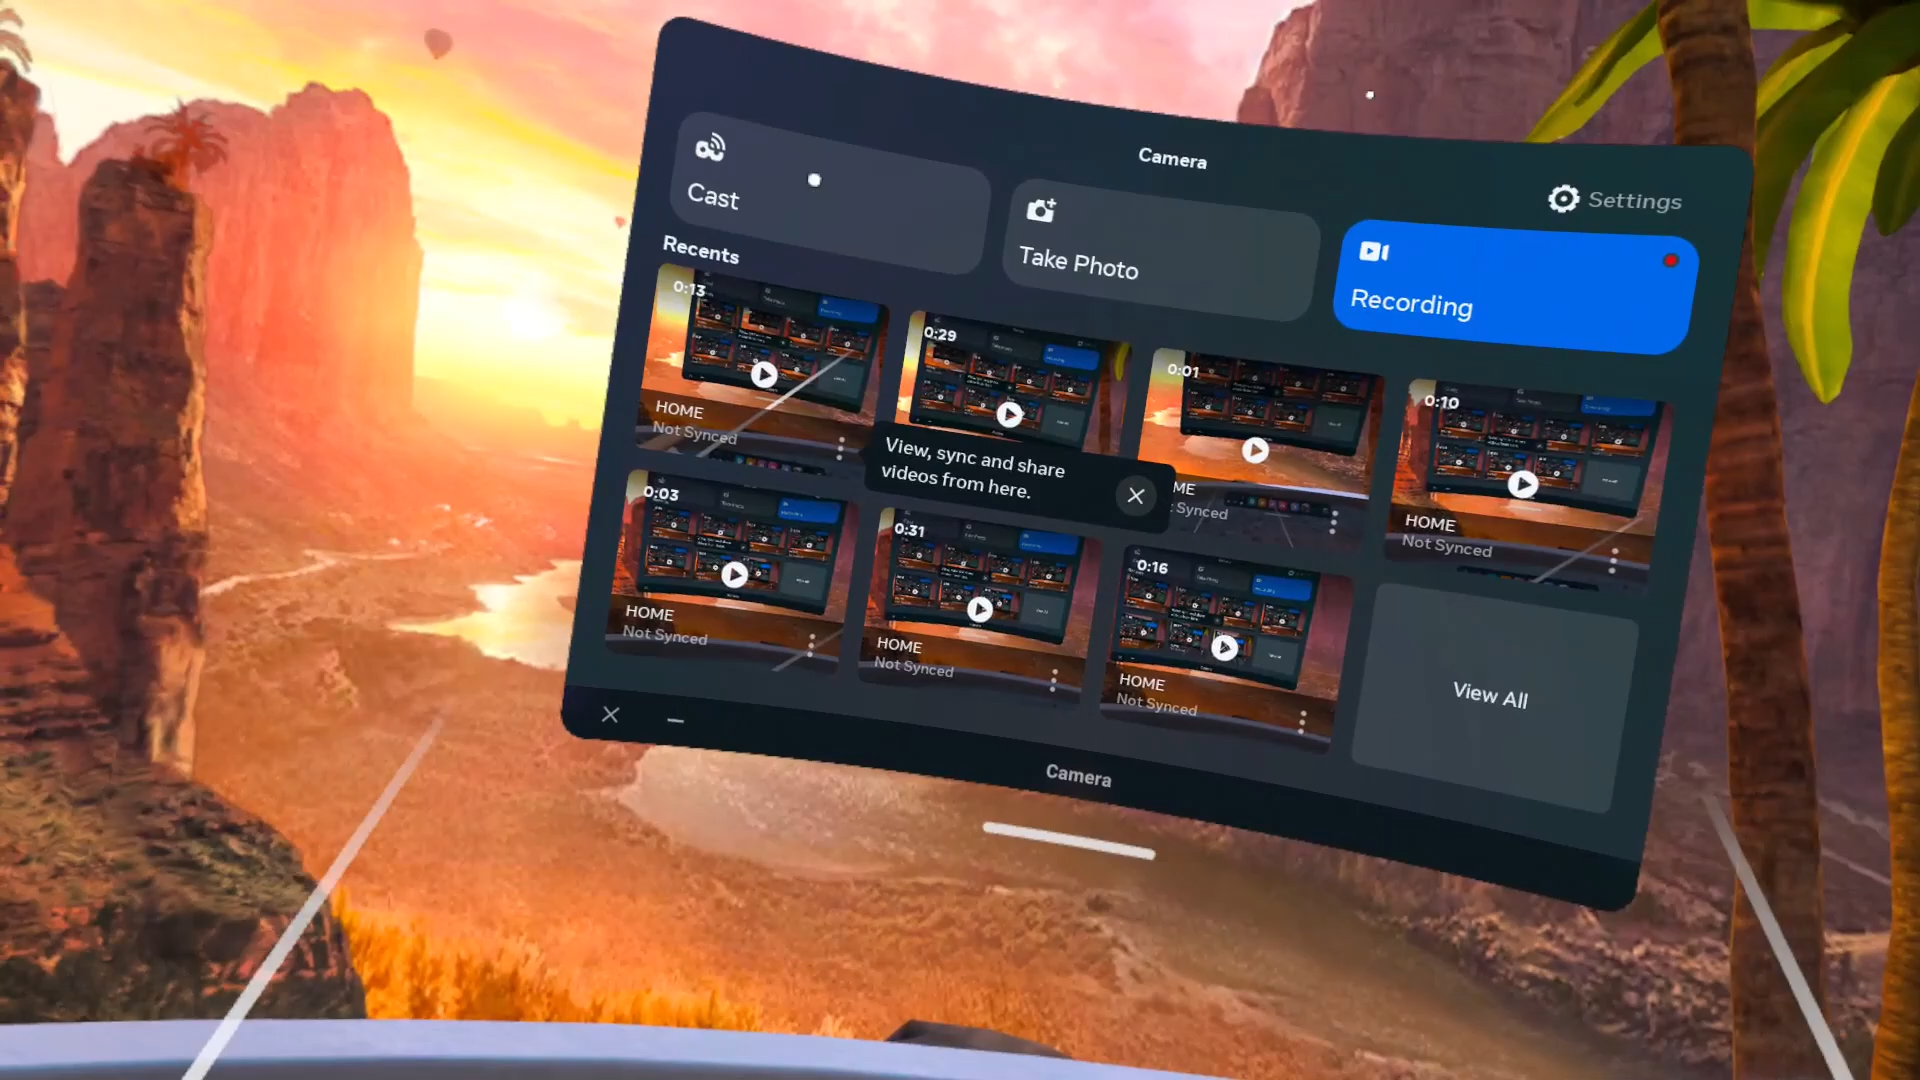 Camera
Settings
Cast
Take Photo
Recording
Recents
0:13
HOME
Not Synced
0:29
0:01
ME
Synced
0:10
HOME
Not Synced
View, sync and share
videos from here.
0:03
HOME
Not Synced
0:31
HOME
Not Synced
0:16
HOME
Not Synced
View All
Camera